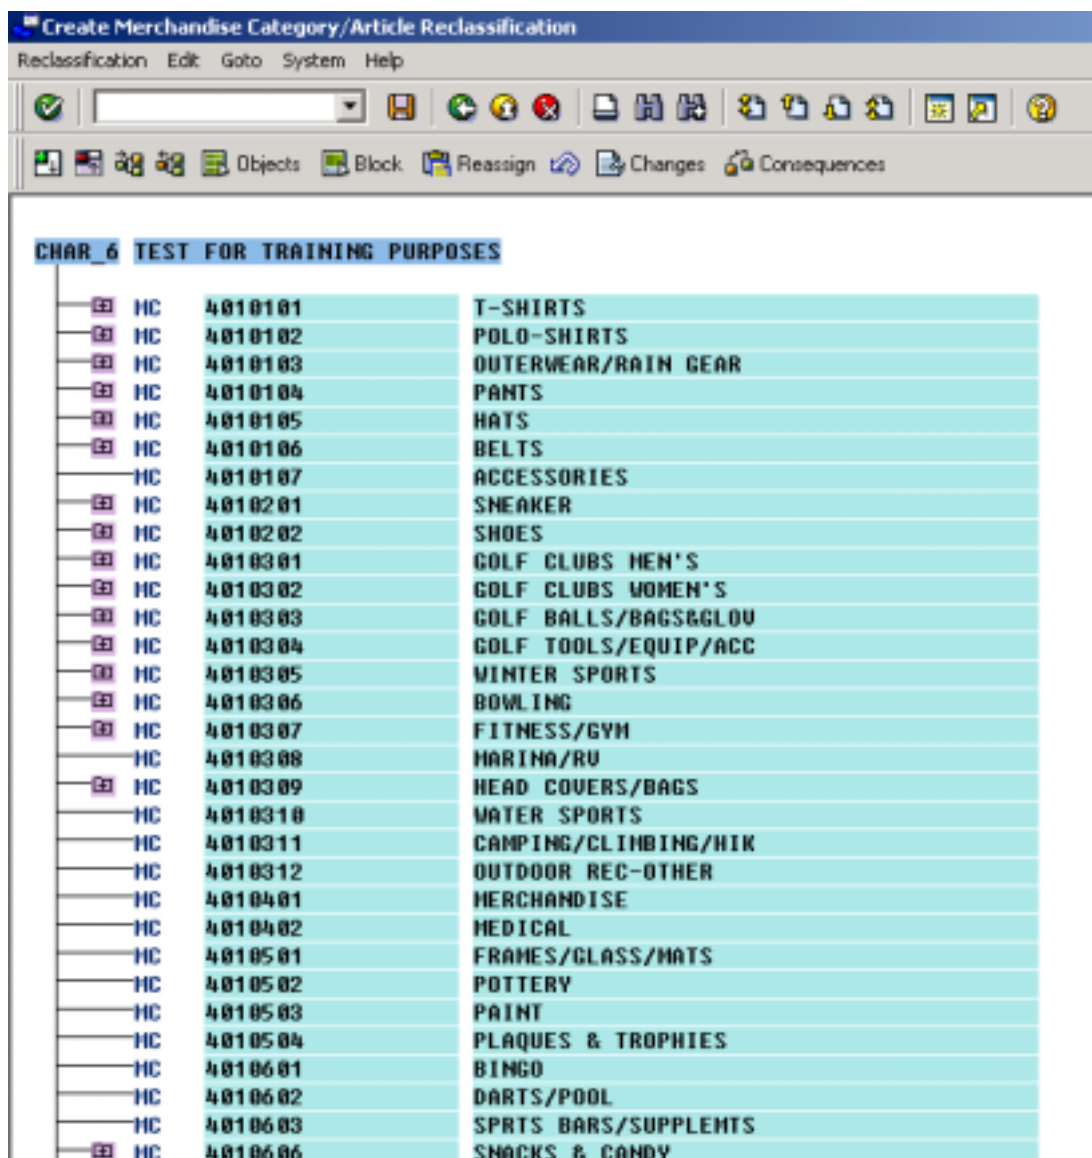 Create Merchandise Category/Article Reclassification
Reclassification Edit Goto System Help
Objects Block Reassign Changes Consequences
CHAR_6 TEST FOR TRAINING PURPOSES
MC 4010101 T-SHIRTS
MC 4010102 POLO-SHIRTS
MC 4010103 OUTERWEAR/RAIN GEAR
MC 4010104 PANTS
MC 4010105 HATS
MC 4010106 BELTS
MC 4010107 ACCESSORIES
MC 4010201 SNEAKER
MC 4010202 SHOES
MC 4010301 GOLF CLUBS MEN'S
MC 4010302 GOLF CLUBS WOMEN'S
MC 4010303 GOLF BALLS/BAGS&GLOV
MC 4010304 GOLF TOOLS/EQUIP/ACC
MC 4010305 WINTER SPORTS
MC 4010306 BOWLING
MC 4010307 FITNESS/GYM
MC 4010308 MARINA/RV
MC 4010309 HEAD COVERS/BAGS
MC 4010310 WATER SPORTS
MC 4010311 CAMPING/CLIMBING/HIK
MC 4010312 OUTDOOR REC-OTHER
MC 4010401 MERCHANDISE
MC 4010402 MEDICAL
MC 4010501 FRAMES/GLASS/MATS
MC 4010502 POTTERY
MC 4010503 PAINT
MC 4010504 PLAQUES & TROPHIES
MC 4010601 BINGO
MC 4010602 DARTS/POOL
MC 4010603 SPRTS BARS/SUPPLEMTS
MC 4010606 SNACKS & CANDY